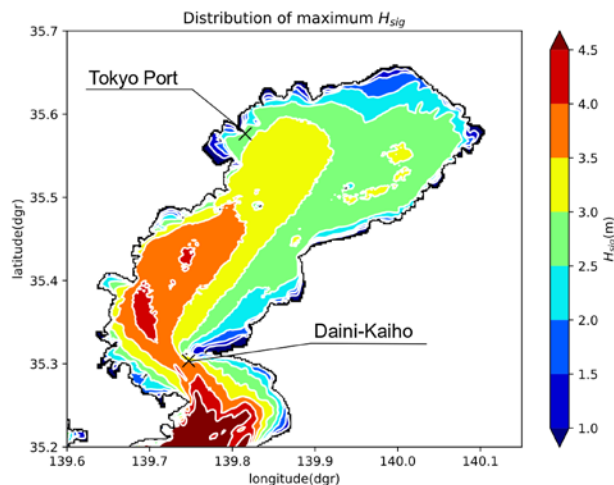 Distribution of maximum H_sig
35.7
35.6
35.5
35.4
35.3
35.2
latitude(dgr)
Tokyo Port
Daini-Kaiho
139.6 139.7 139.8 139.9 140.0 140.1
longitude(dgr)
4.5
4.0
3.5
3.0
2.5
2.0
1.5
1.0
H_sig(m)